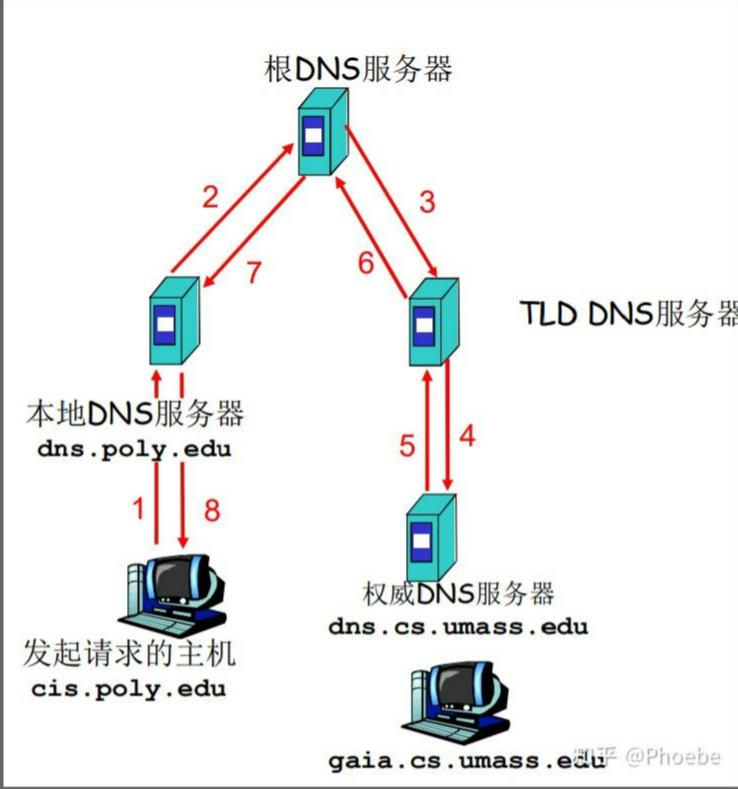 根DNS服务器
2
3
7
6
TLD DNS服务器
本地DNS服务器
dns.poly.edu
5
4
1
8
权威DNS服务器
dns.cs.umass.edu
发起请求的主机
cis.poly.edu
gaia.cs.umass.edu
知乎 @Phoebe